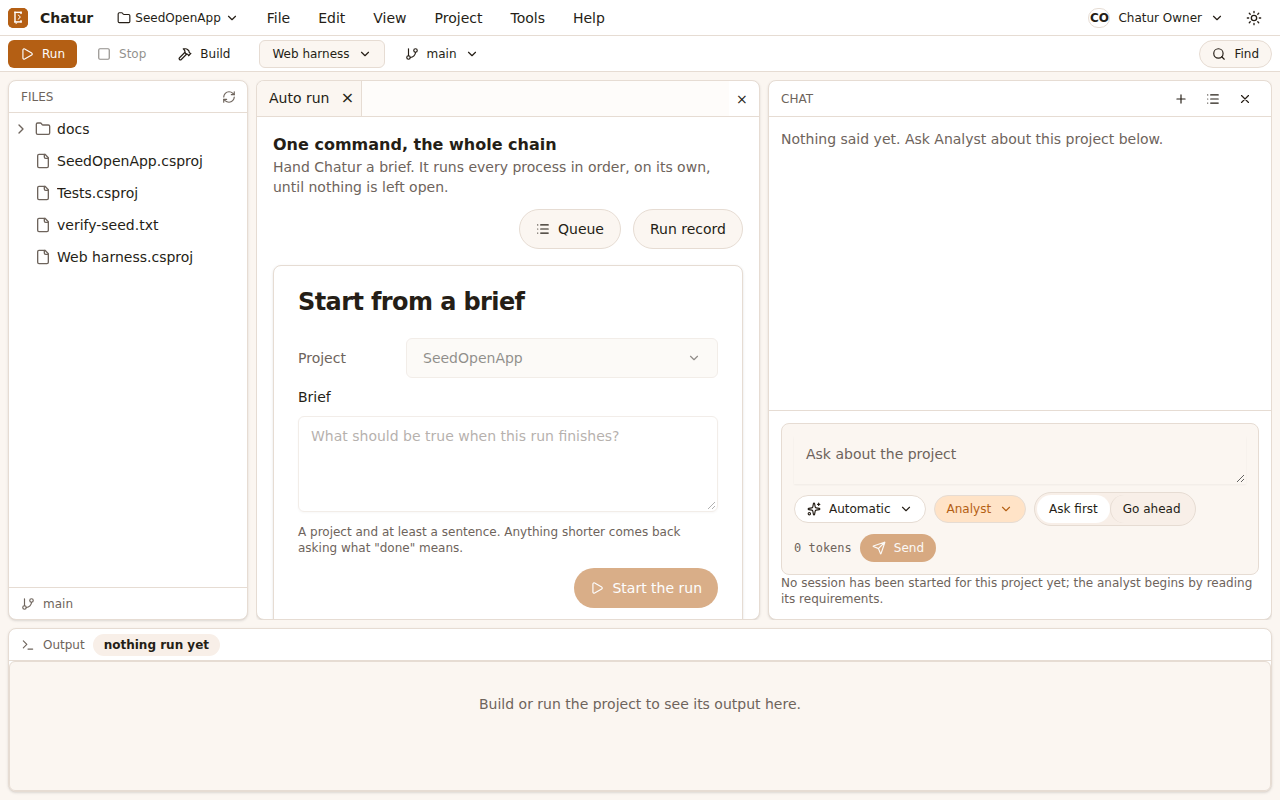 Chatur
SeedOpenApp
File Edit View Project Tools Help
CO Chatur Owner
Run Stop Build Web harness main Find
FILES
docs
SeedOpenApp.csproj
Tests.csproj
verify-seed.txt
Web harness.csproj
main
Auto run
One command, the whole chain
Hand Chatur a brief. It runs every process in order, on its own,
until nothing is left open.
Queue Run record
Start from a brief
Project SeedOpenApp
Brief
What should be true when this run finishes?
A project and at least a sentence. Anything shorter comes back
asking what "done" means.
Start the run
CHAT
Nothing said yet. Ask Analyst about this project below.
Ask about the project
Automatic Analyst Ask first Go ahead
0 tokens Send
No session has been started for this project yet; the analyst begins by reading
its requirements.
Output nothing run yet
Build or run the project to see its output here.